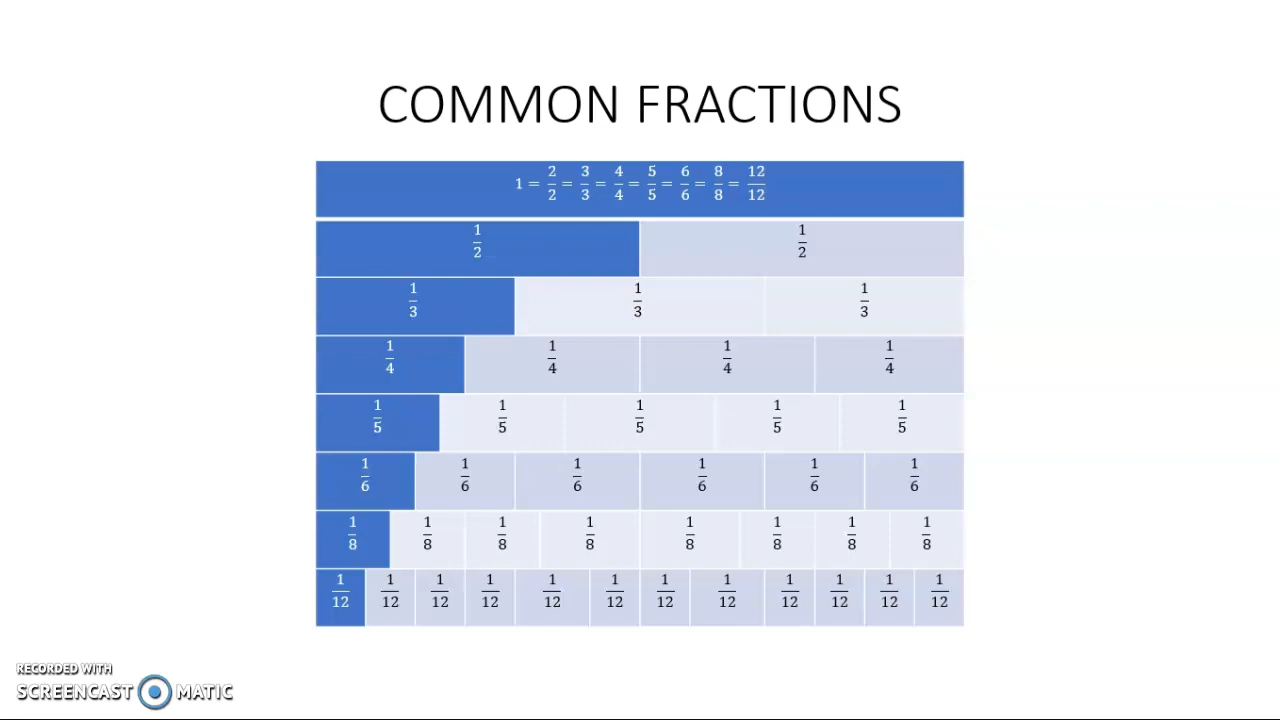 COMMON FRACTIONS
1 = 2/2 = 3/3 = 4/4 = 5/5 = 6/6 = 8/8 = 12/12
1/2 1/2
1/3 1/3 1/3
1/4 1/4 1/4 1/4
1/5 1/5 1/5 1/5 1/5
1/6 1/6 1/6 1/6 1/6 1/6
1/8 1/8 1/8 1/8 1/8 1/8 1/8 1/8
1/12 1/12 1/12 1/12 1/12 1/12 1/12 1/12 1/12 1/12 1/12 1/12
RECORDED WITH
SCREENCAST MATIC